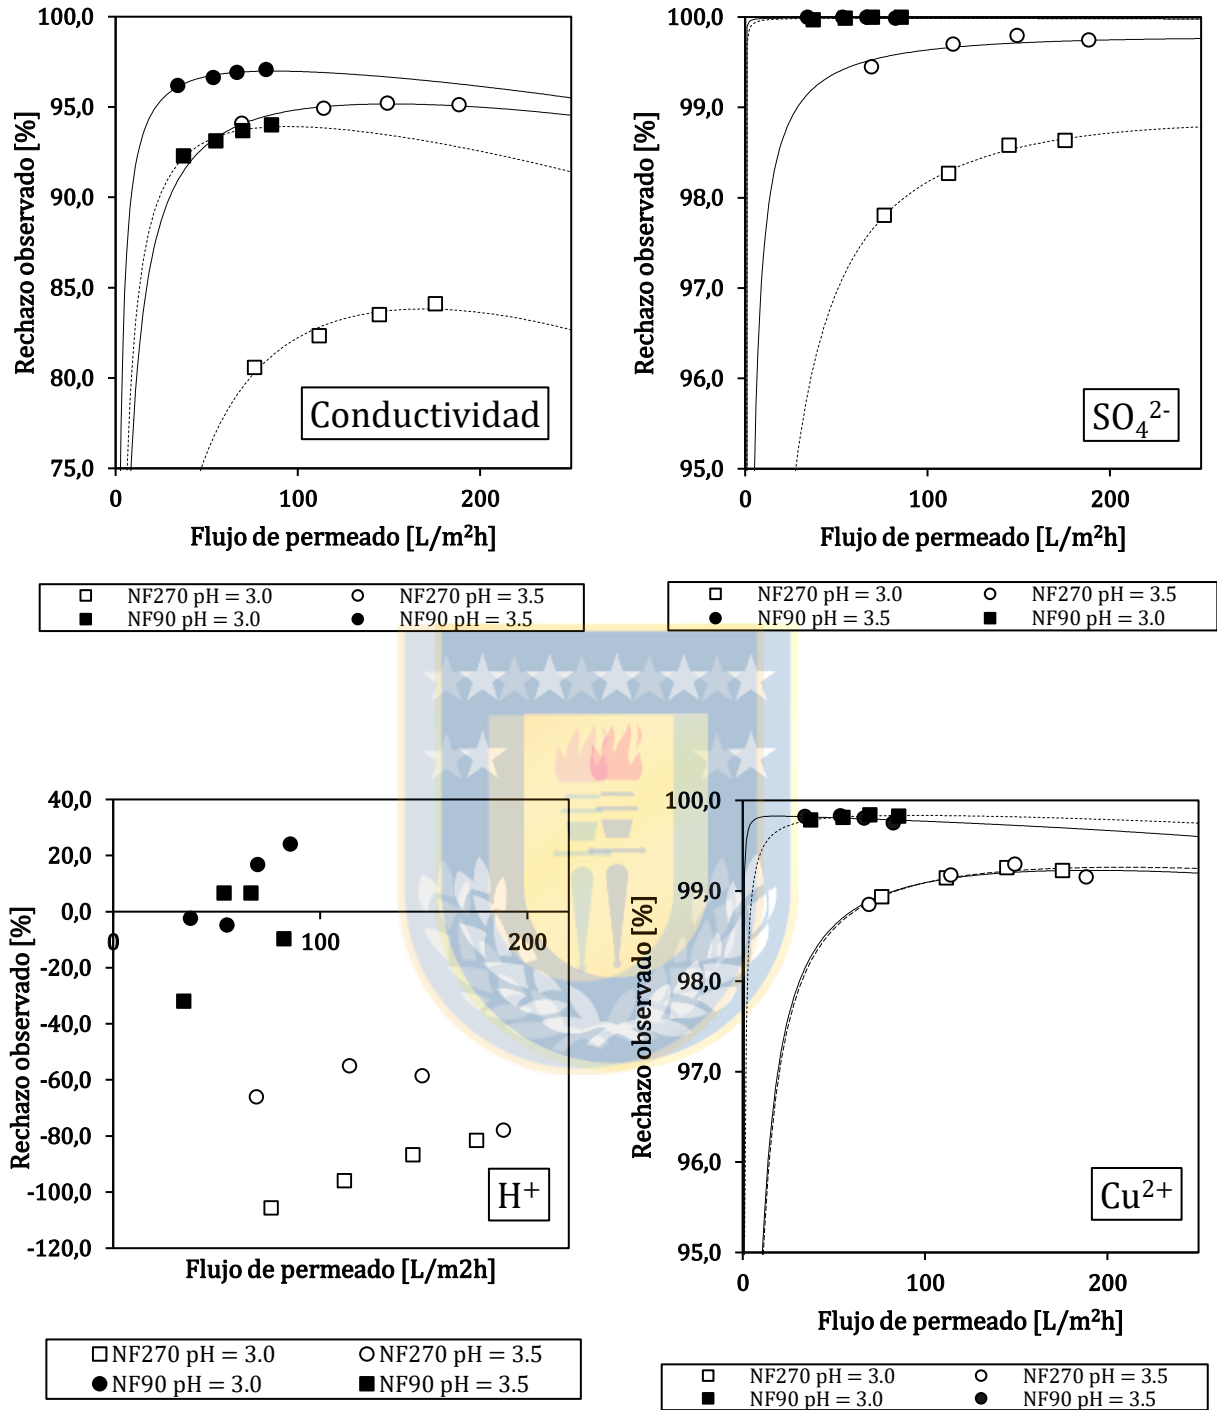 100,0
95,0
90,0
85,0
80,0
75,0
Rechazo observado [%]
Conductividad
0
100
200
Flujo de permeado [L/m²h]
NF270 pH = 3.0
NF270 pH = 3.5
NF90 pH = 3.0
NF90 pH = 3.5
100,0
99,0
98,0
97,0
96,0
95,0
Rechazo observado [%]
SO₄²⁻
0
100
200
Flujo de permeado [L/m²h]
NF270 pH = 3.0
NF270 pH = 3.5
NF90 pH = 3.5
NF90 pH = 3.0
40,0
20,0
0,0
-20,0
-40,0
-60,0
-80,0
-100,0
-120,0
Rechazo observado [%]
0
100
200
H⁺
Flujo de permeado [L/m2h]
NF270 pH = 3.0
NF270 pH = 3.5
NF90 pH = 3.0
NF90 pH = 3.5
100,0
99,0
98,0
97,0
96,0
95,0
Rechazo observado [%]
Cu²⁺
0
100
200
Flujo de permeado [L/m²h]
NF270 pH = 3.0
NF270 pH = 3.5
NF90 pH = 3.0
NF90 pH = 3.5